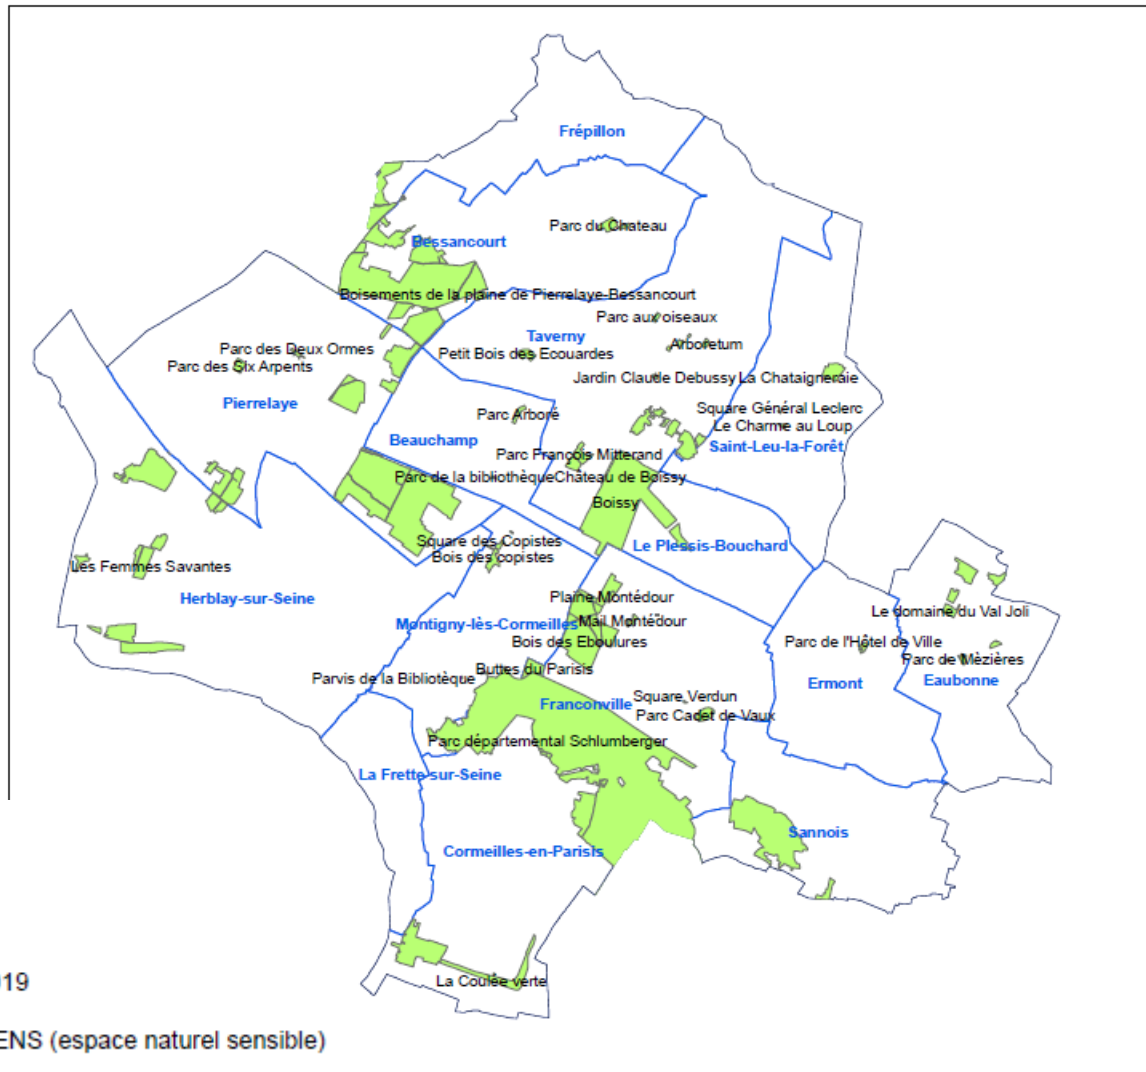 Frépillon
Parc du Chateau
Bessancourt
Boisements de la plaine de Pierrelaye-Bessancourt
Parc aux oiseaux
Taverny
Arboretum
Parc des Deux Ormes
Petit Bois des Ecouardes
Parc des Six Arpents
Jardin Claude Debussy
La Chataigneraie
Pierrelaye
Square Général Leclerc
Parc Arboré
Le Charme au Loup
Beauchamp
Saint-Leu-la-Forêt
Parc François Mitterand
Parc de la bibliothèque
Château de Boissy
Boissy
Square des Copistes
Le Plessis-Bouchard
Bois des copistes
Les Femmes Savantes
Herblay-sur-Seine
Plaine Montédour
Le domaine du Val Joli
Montigny-lès-Cormeilles
Mail Montédour
Bois des Eboulures
Parc de l'Hôtel de Ville
Parc de Mèzières
Buttes du Parisis
Parvis de la Bibliotèque
Ermont
Eaubonne
Square Verdun
Franconville
Parc Cadet de Vaux
Parc départemental Schlumberger
La Frette-sur-Seine
Sannois
Cormeilles-en-Parisis
La Coulée verte
19
ENS (espace naturel sensible)